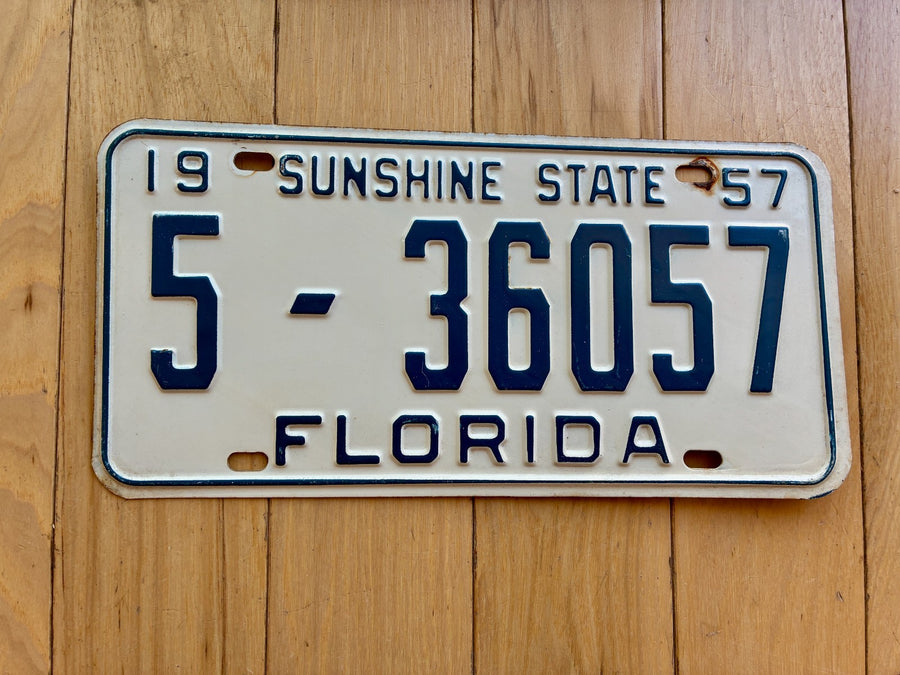 19 SUNSHINE STATE 57
5-36057
FLORIDA